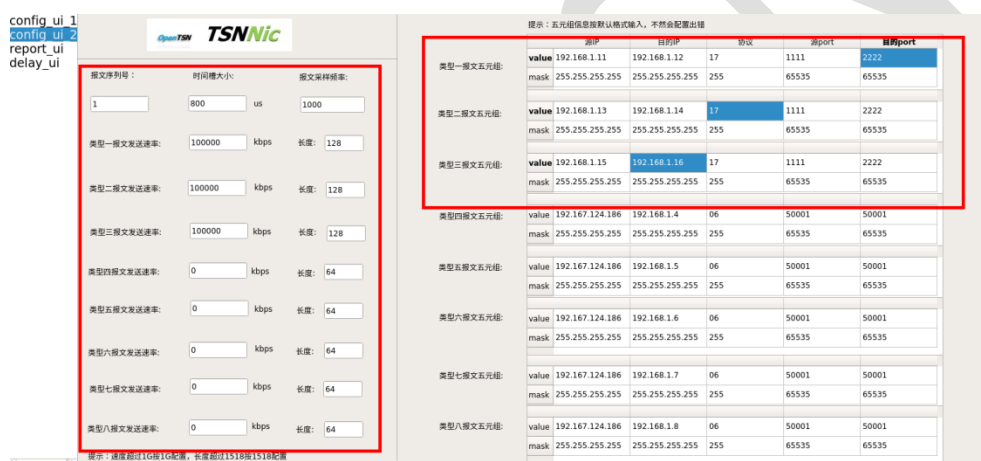 config_ui_1
config_ui_2
report_ui
delay_ui
OpenTSN TSNNic
报文序列号： 时间槽大小: 报文采样频率:
1 800 us 1000
类型一报文发送速率: 100000 kbps 长度: 128
类型二报文发送速率: 100000 kbps 长度: 128
类型三报文发送速率: 100000 kbps 长度: 128
类型四报文发送速率: 0 kbps 长度: 64
类型五报文发送速率: 0 kbps 长度: 64
类型六报文发送速率: 0 kbps 长度: 64
类型七报文发送速率: 0 kbps 长度: 64
类型八报文发送速率: 0 kbps 长度: 64
提示：速度超过1G按1G配置，长度超过1518按1518配置
提示：五元组信息按默认格式输入，不然会配置出错
源IP 目的IP 协议 源port 目的port
类型一报文五元组:
value 192.168.1.11 192.168.1.12 17 1111 2222
mask 255.255.255.255 255.255.255.255 255 65535 65535
类型二报文五元组:
value 192.168.1.13 192.168.1.14 17 1111 2222
mask 255.255.255.255 255.255.255.255 255 65535 65535
类型三报文五元组:
value 192.168.1.15 192.168.1.16 17 1111 2222
mask 255.255.255.255 255.255.255.255 255 65535 65535
类型四报文五元组:
value 192.167.124.186 192.168.1.4 06 50001 50001
mask 255.255.255.255 255.255.255.255 255 65535 65535
类型五报文五元组:
value 192.167.124.186 192.168.1.5 06 50001 50001
mask 255.255.255.255 255.255.255.255 255 65535 65535
类型六报文五元组:
value 192.167.124.186 192.168.1.6 06 50001 50001
mask 255.255.255.255 255.255.255.255 255 65535 65535
类型七报文五元组:
value 192.167.124.186 192.168.1.7 06 50001 50001
mask 255.255.255.255 255.255.255.255 255 65535 65535
类型八报文五元组:
value 192.167.124.186 192.168.1.8 06 50001 50001
mask 255.255.255.255 255.255.255.255 255 65535 65535